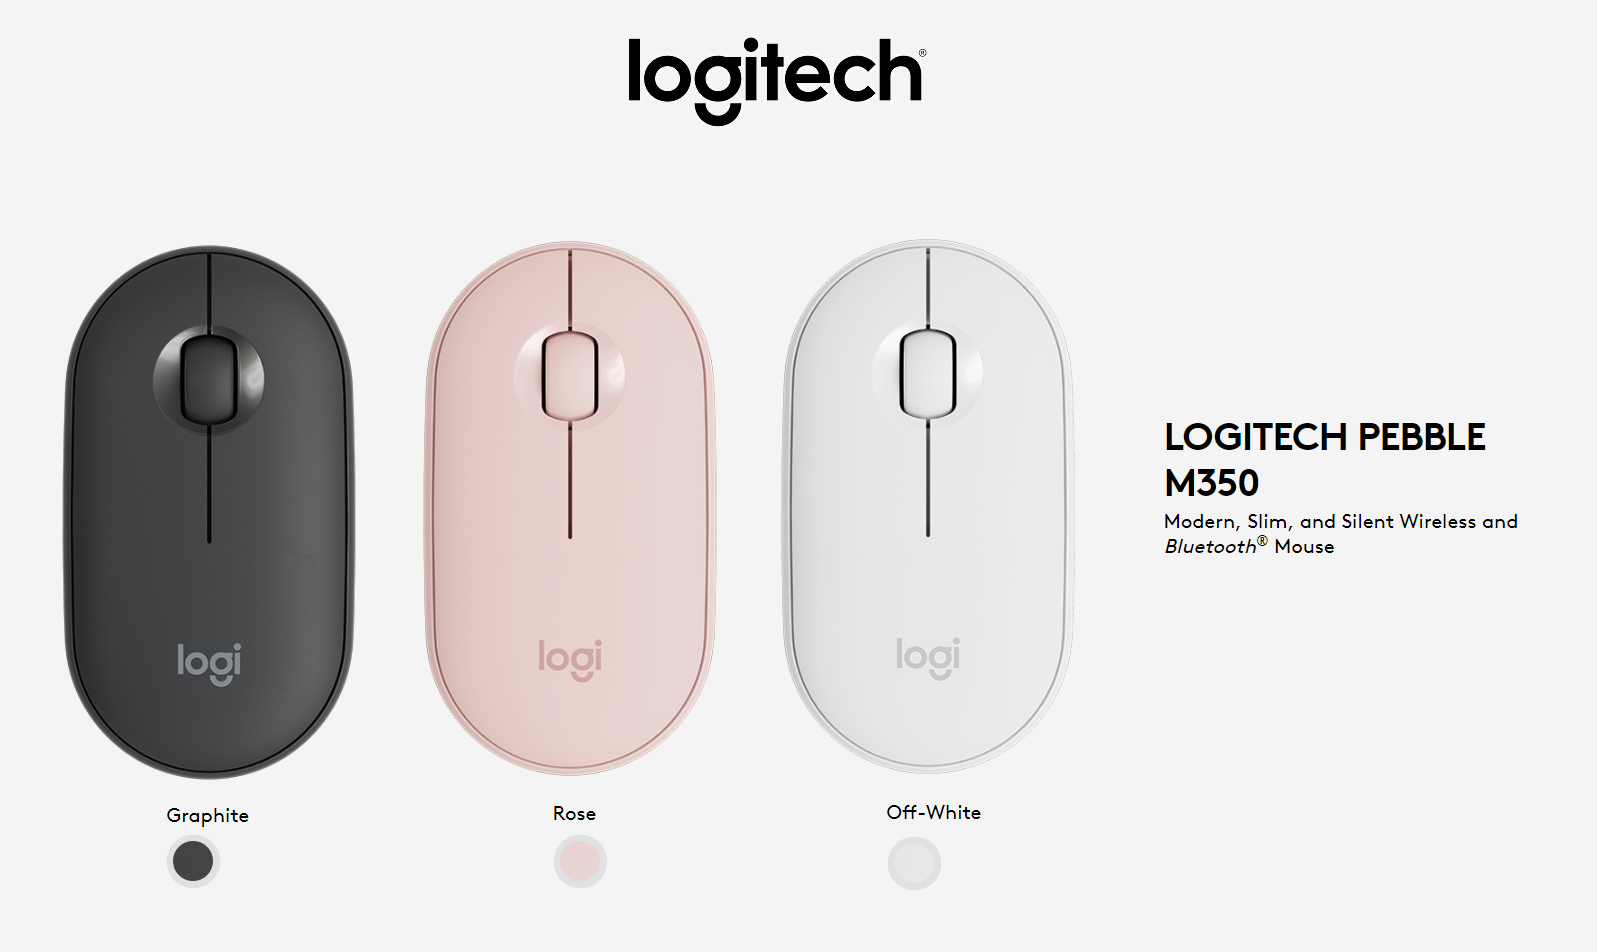 logitech®
logi
logi
logi
LOGITECH PEBBLE
M350
Modern, Slim, and Silent Wireless and
Bluetooth® Mouse
Graphite
Rose
Off-White